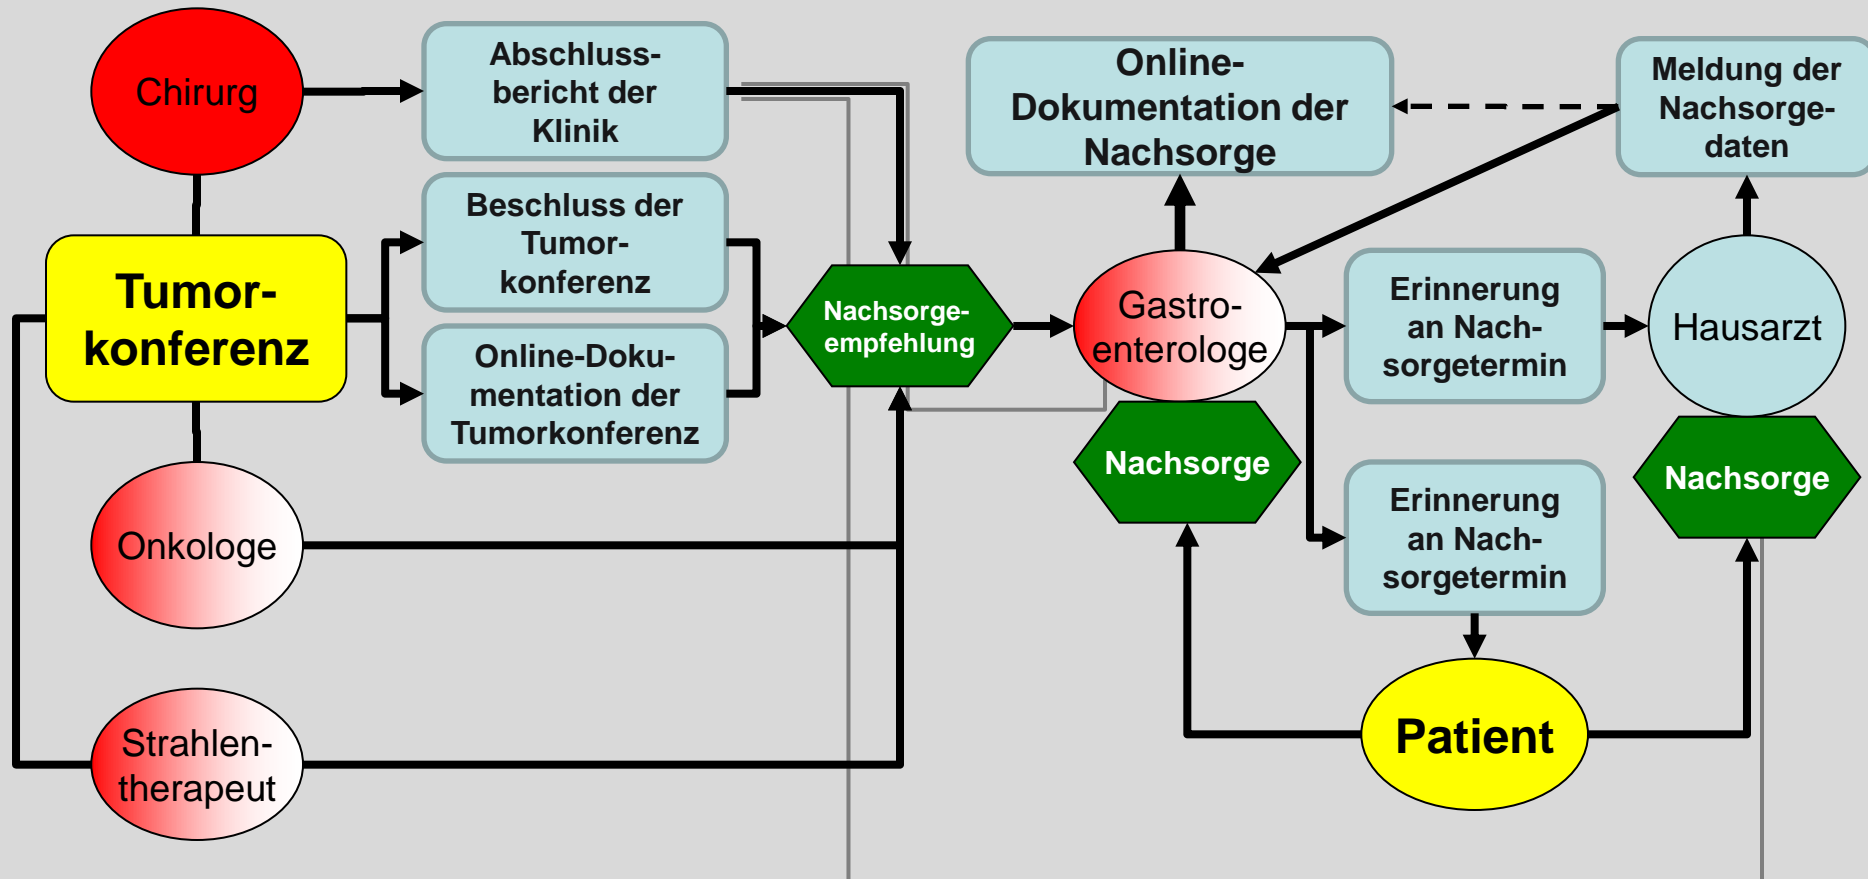 Chirurg
Abschluss-
bericht der
Klinik
Online-
Dokumentation der
Nachsorge
Meldung der
Nachsorge-
daten
Tumor-
konferenz
Beschluss der
Tumor-
konferenz
Online-Doku-
mentation der
Tumorkonferenz
Nachsorge-
empfehlung
Gastro-
enterologe
Erinnerung
an Nach-
sorgetermin
Hausarzt
Nachsorge
Erinnerung
an Nach-
sorgetermin
Nachsorge
Onkologe
Strahlen-
therapeut
Patient